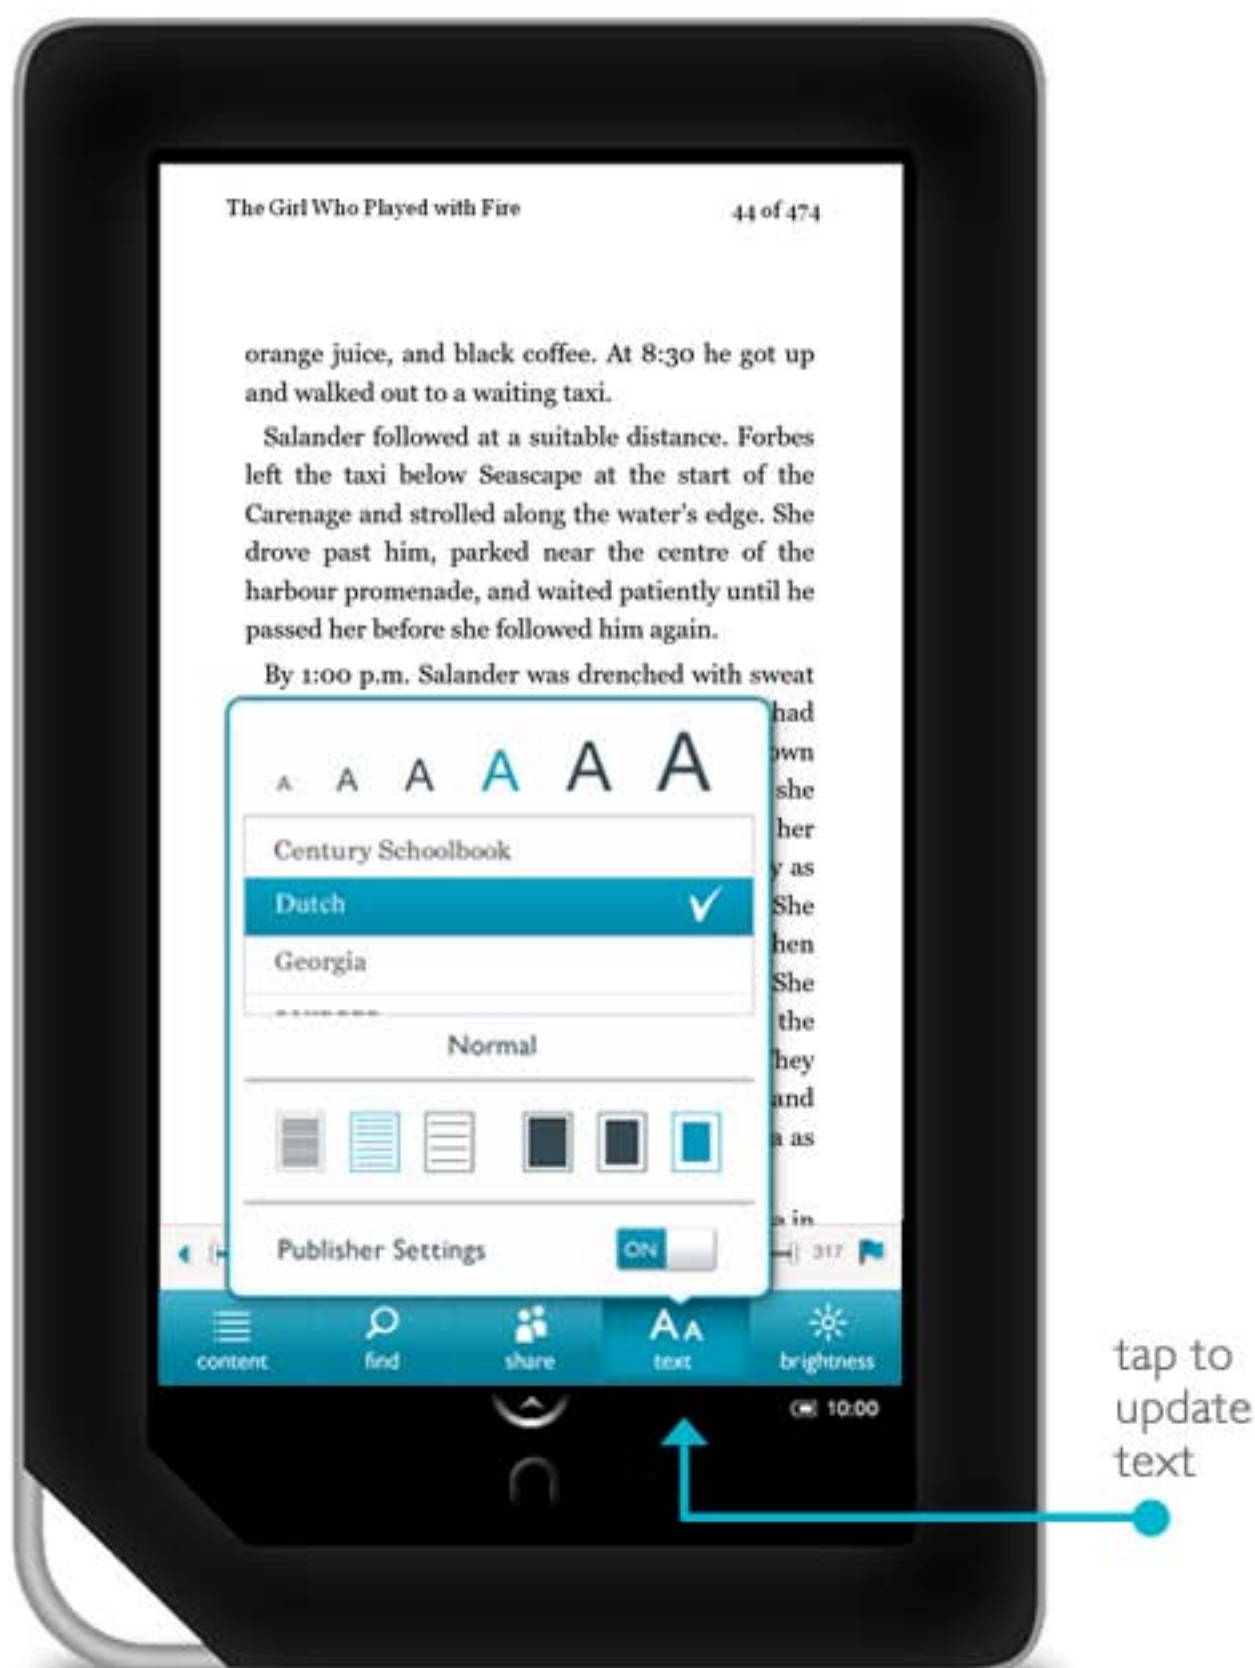 The Girl Who Played with Fire
44 of 474
orange juice, and black coffee. At 8:30 he got up
and walked out to a waiting taxi.
Salander followed at a suitable distance. Forbes
left the taxi below Seascape at the start of the
Carenage and strolled along the water's edge. She
drove past him, parked near the centre of the
harbour promenade, and waited patiently until he
passed her before she followed him again.
By 1:00 p.m. Salander was drenched with sweat
had
she
her
as
She
She
the
and
as
in
A A A A A A
Century Schoolbook
Dutch
Georgia
Normal
Publisher Settings
ON
317
content
find
share
AA
text
brightness
10:00
tap to
update
text